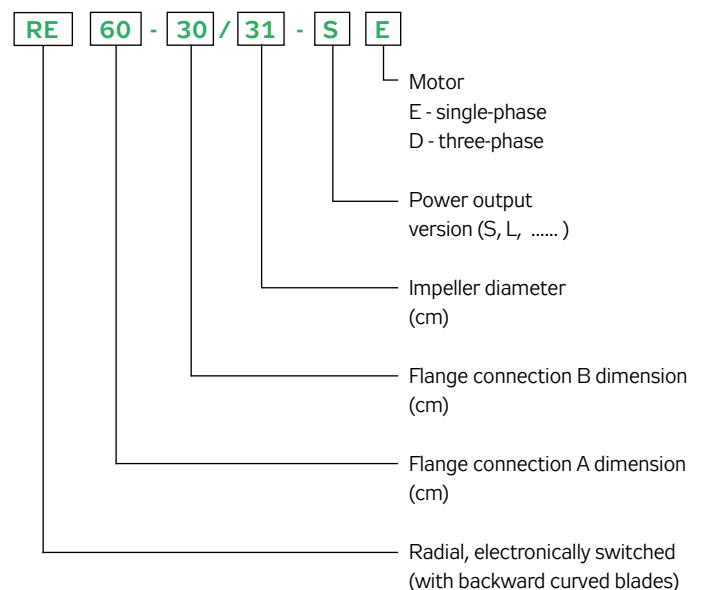 RE 60 - 30 / 31 - S E
Motor
E - single-phase
D - three-phase
Power output
version (S, L, ...... )
Impeller diameter
(cm)
Flange connection B dimension
(cm)
Flange connection A dimension
(cm)
Radial, electronically switched
(with backward curved blades)